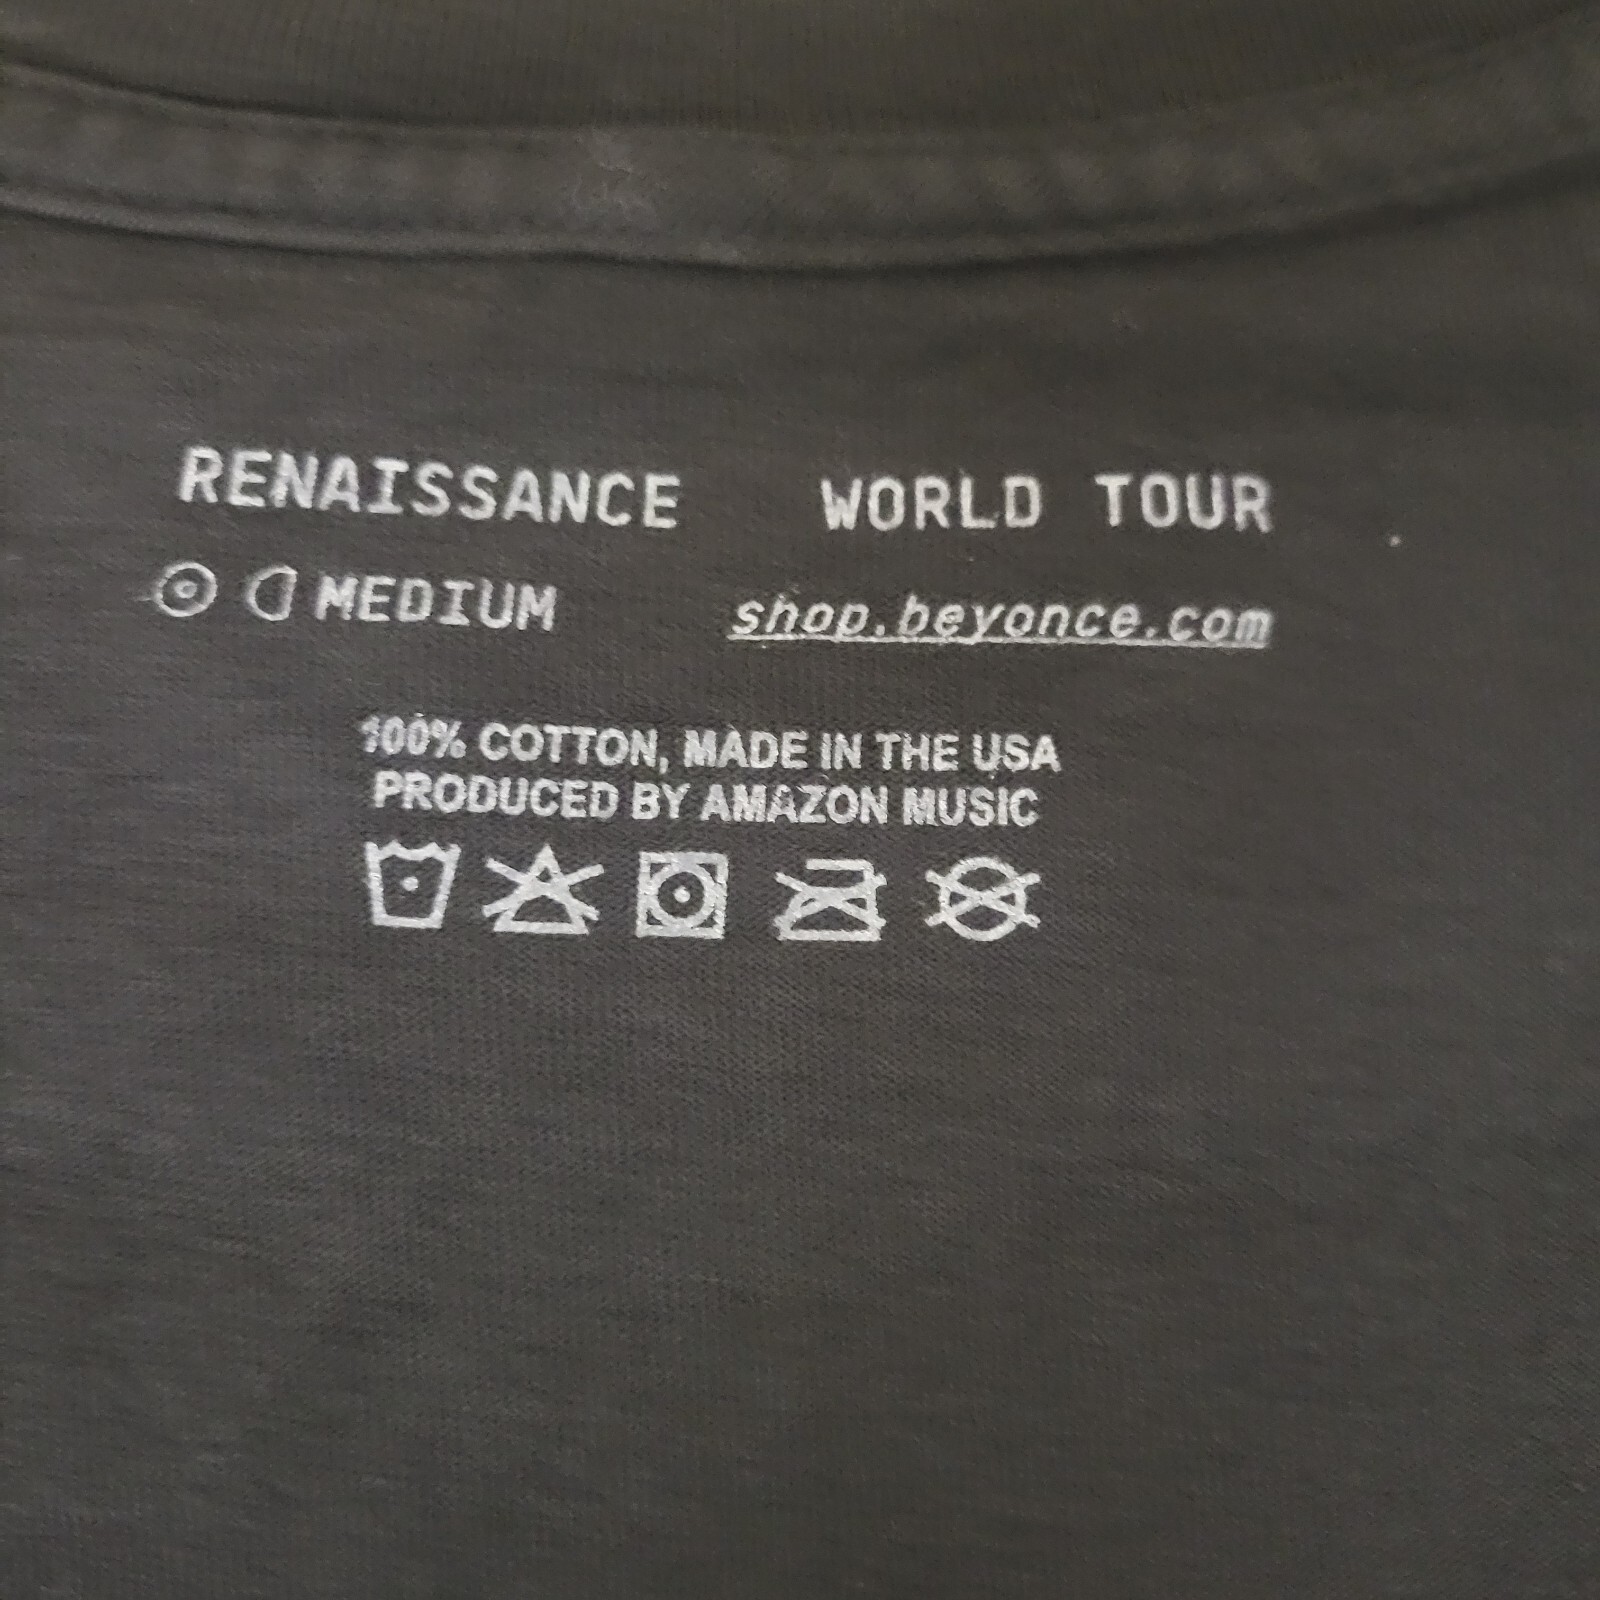 RENAISSANCE WORLD TOUR
MEDIUM shop.beyonce.com
100% COTTON, MADE IN THE USA
PRODUCED BY AMAZON MUSIC